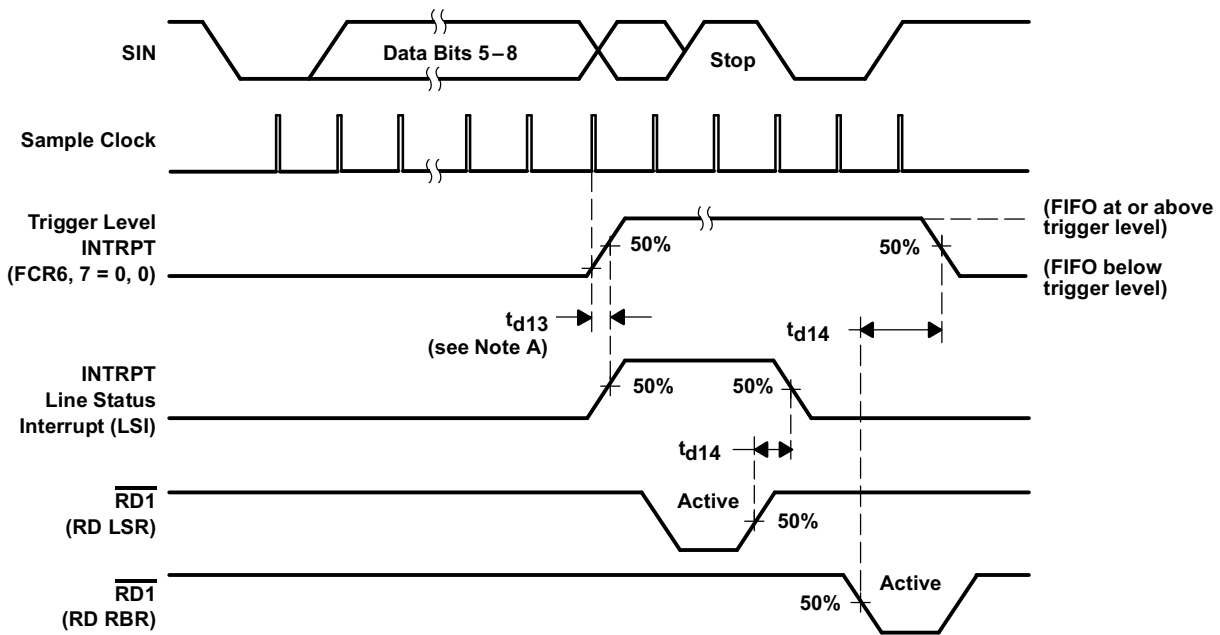 SIN
Data Bits 5–8
Stop
Sample Clock
Trigger Level
INTRPT
(FCR6, 7 = 0, 0)
50%
50%
(FIFO at or above
trigger level)
(FIFO below
trigger level)
td13
(see Note A)
td14
INTRPT
Line Status
Interrupt (LSI)
50%
50%
td14
RD1
(RD LSR)
Active
50%
RD1
(RD RBR)
50%
Active